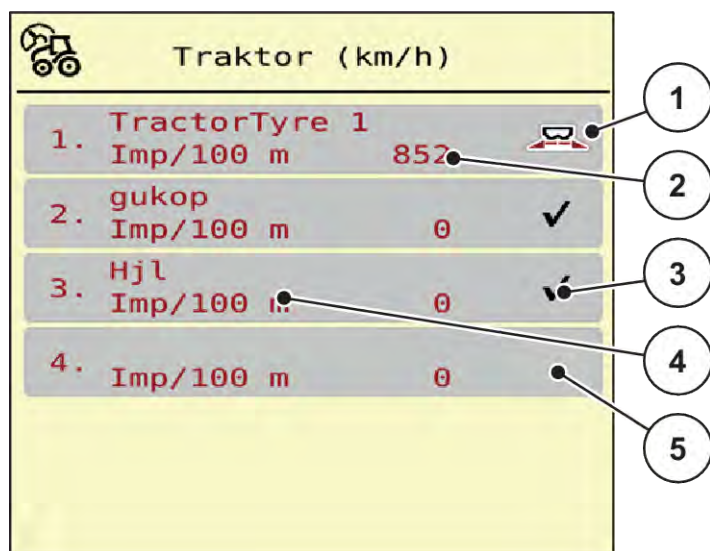 Traktor (km/h)
1. TractorTyre 1
Imp/100 m 852
2. gukop
Imp/100 m 0
3. Hjl
Imp/100 m 0
4.
Imp/100 m 0
1
2
3
4
5